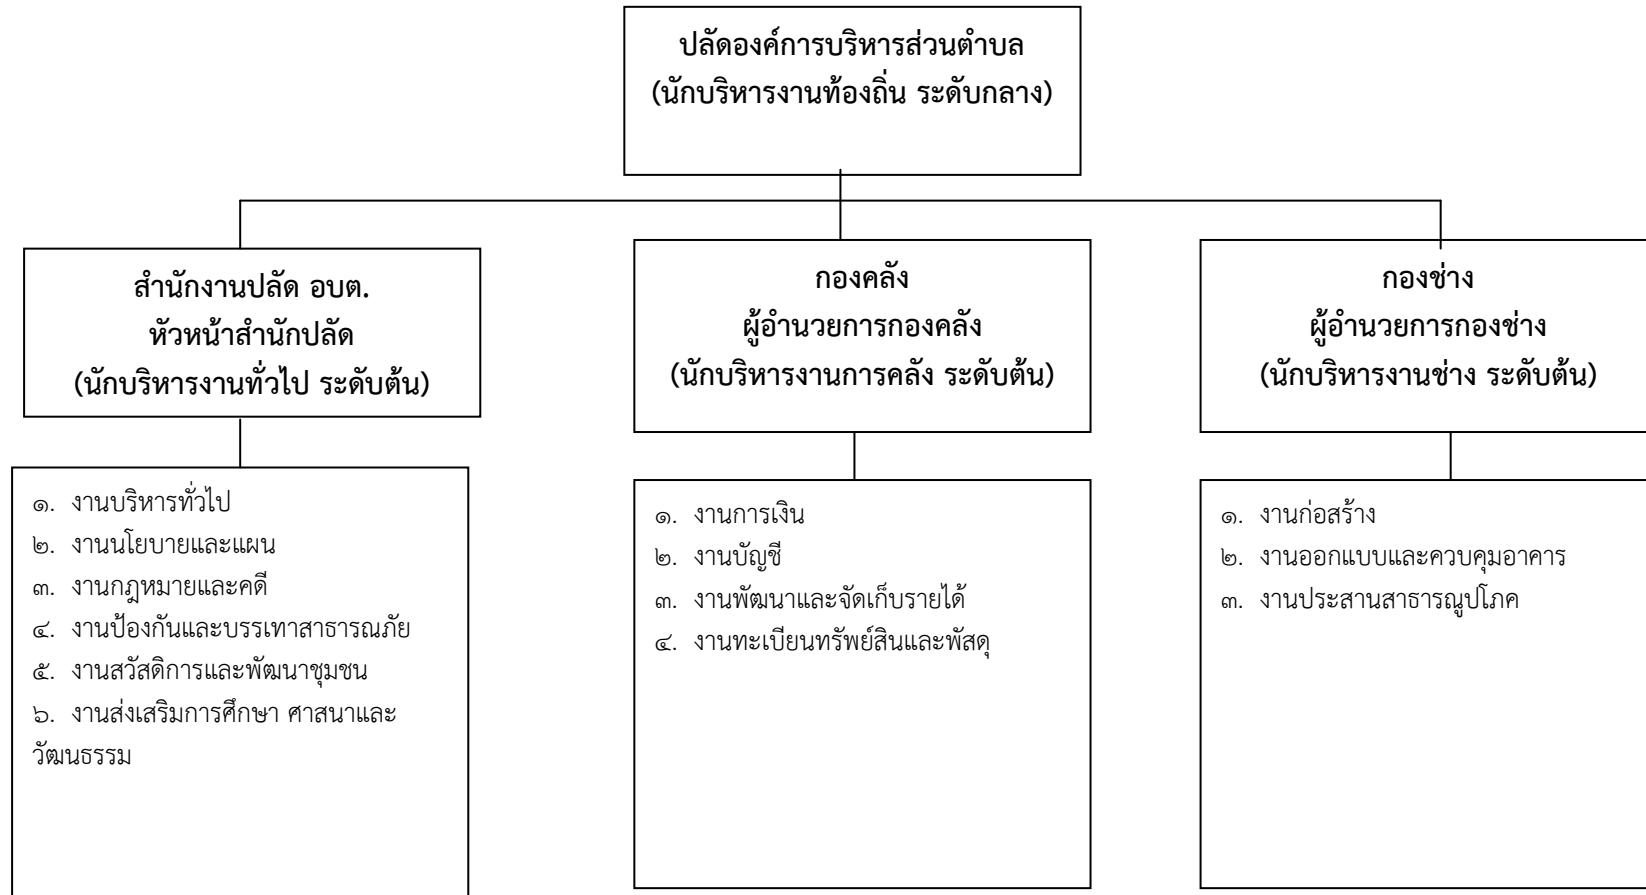 ปลัดองค์การบริหารส่วนตำบล
(นักบริหารงานท้องถิ่น ระดับกลาง)
สำนักงานปลัด อบต.
หัวหน้าสำนักปลัด
(นักบริหารงานทั่วไป ระดับต้น)
กองคลัง
ผู้อำนวยการกองคลัง
(นักบริหารงานการคลัง ระดับต้น)
กองช่าง
ผู้อำนวยการกองช่าง
(นักบริหารงานช่าง ระดับต้น)
๑. งานบริหารทั่วไป
๒. งานนโยบายและแผน
๓. งานกฎหมายและคดี
๔. งานป้องกันและบรรเทาสาธารณภัย
๕. งานสวัสดิการและพัฒนาชุมชน
๖. งานส่งเสริมการศึกษา ศาสนาและ
วัฒนธรรม
๑. งานการเงิน
๒. งานบัญชี
๓. งานพัฒนาและจัดเก็บรายได้
๔. งานทะเบียนทรัพย์สินและพัสดุ
๑. งานก่อสร้าง
๒. งานออกแบบและควบคุมอาคาร
๓. งานประสานสาธารณูปโภค